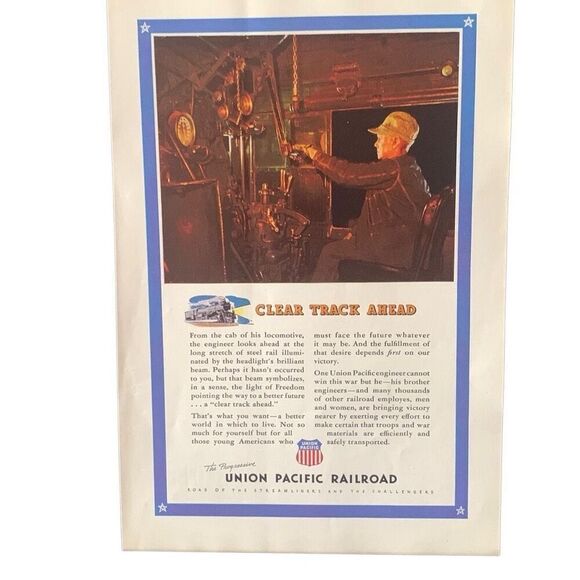 CLEAR TRACK AHEAD
From the cab of his locomotive,
the engineer looks ahead at the
long stretch of steel rail illumi-
nated by the headlight's brilliant
beam. Perhaps it hasn't occurred
to you, but that beam symbolizes,
in a sense, the light of Freedom
pointing the way to a better future
. . . a "clear track ahead."
That's what you want—a better
world in which to live. Not so
much for yourself but for all
those young Americans who
must face the future whatever
it may be. And the fulfillment of
that desire depends first on our
victory.
One Union Pacific engineer cannot
win this war but he—his brother
engineers—and many thousands
of other railroad employes, men
and women, are bringing victory
nearer by exerting every effort to
make certain that troops and war
materials are efficiently and
safely transported.
UNION
PACIFIC
The Progressive
UNION PACIFIC RAILROAD
ROAD OF THE STREAMLINERS AND THE CHALLENGERS